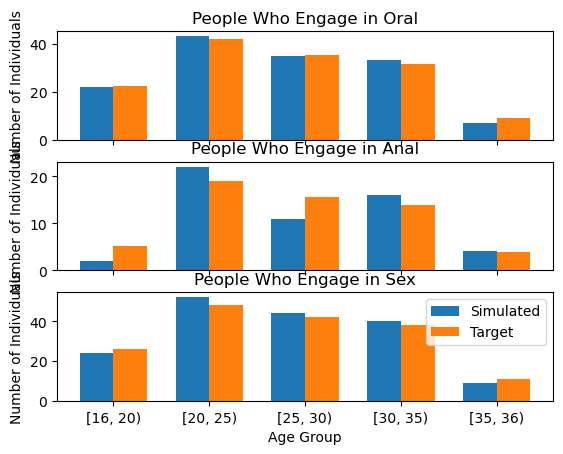 People Who Engage in Oral
Number of Individuals
40
20
0
People Who Engage in Anal
Number of Individuals
20
10
0
People Who Engage in Sex
Number of Individuals
40
20
0
Simulated
Target
[16, 20) [20, 25) [25, 30) [30, 35) [35, 36)
Age Group